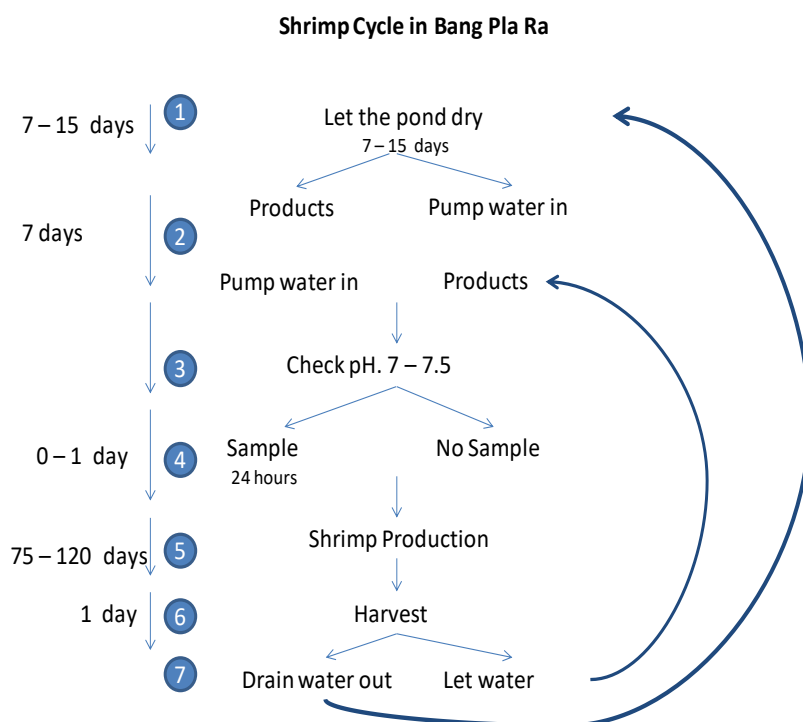 Shrimp Cycle in Bang Pla Ra
7 – 15 days
1
Let the pond dry
7 – 15 days
Products
Pump water in
7 days
2
Pump water in
Products
3
Check pH. 7 – 7.5
0 – 1 day
4
Sample
24 hours
No Sample
75 – 120 days
5
Shrimp Production
1 day
6
Harvest
7
Drain water out
Let water